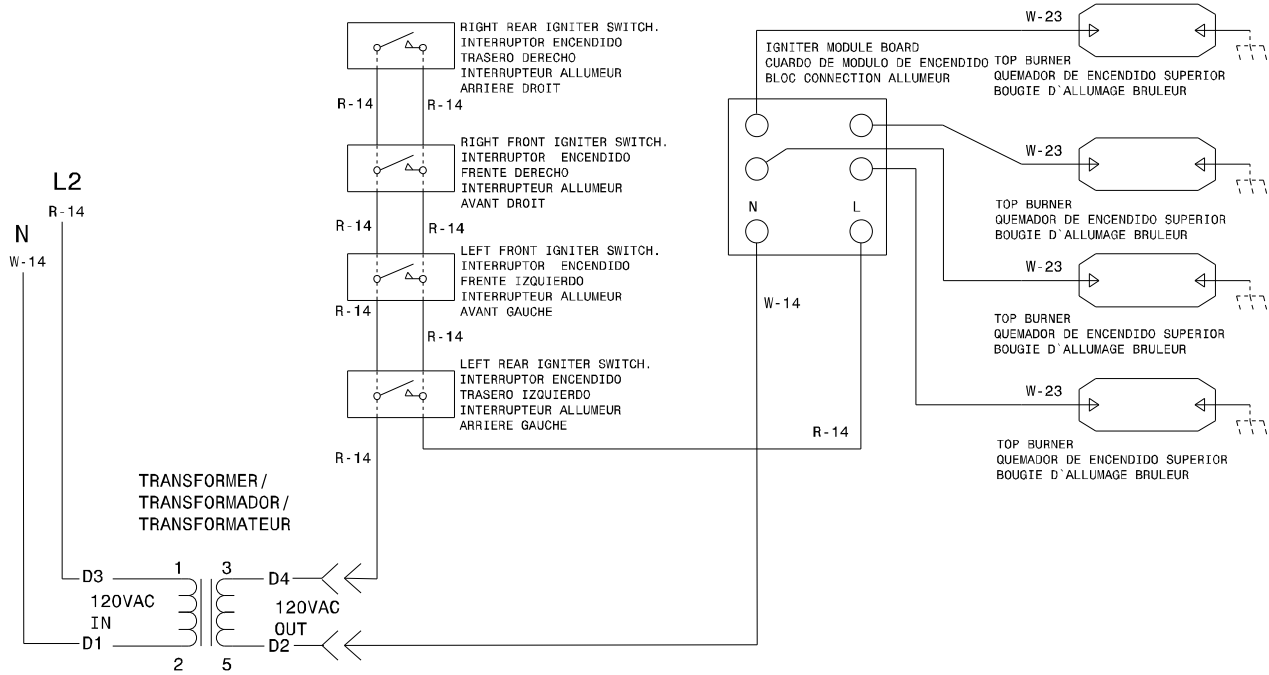 RIGHT REAR IGNITER SWITCH.
INTERRUPTOR ENCENDIDO
TRASERO DERECHO
INTERRUPTEUR ALLUMEUR
ARRIERE DROIT
R-14
R-14
RIGHT FRONT IGNITER SWITCH.
INTERRUPTOR ENCENDIDO
FRENTE DERECHO
INTERRUPTEUR ALLUMEUR
AVANT DROIT
R-14
R-14
LEFT FRONT IGNITER SWITCH.
INTERRUPTOR ENCENDIDO
FRENTE IZQUIERDO
INTERRUPTEUR ALLUMEUR
AVANT GAUCHE
R-14
R-14
LEFT REAR IGNITER SWITCH.
INTERRUPTOR ENCENDIDO
TRASERO IZQUIERDO
INTERRUPTEUR ALLUMEUR
ARRIERE GAUCHE
R-14
L2
R-14
N
W-14
TRANSFORMER/
TRANSFORMADOR/
TRANSFORMATEUR
1
3
D3
D4
120VAC
IN
120VAC
OUT
D1
D2
2
5
IGNITER MODULE BOARD
CUARDO DE MODULO DE ENCENDIDO
BLOC CONNECTION ALLUMEUR
N
L
W-14
R-14
W-23
TOP BURNER
QUEMADOR DE ENCENDIDO SUPERIOR
BOUGIE D`ALLUMAGE BRULEUR
W-23
TOP BURNER
QUEMADOR DE ENCENDIDO SUPERIOR
BOUGIE D`ALLUMAGE BRULEUR
W-23
TOP BURNER
QUEMADOR DE ENCENDIDO SUPERIOR
BOUGIE D`ALLUMAGE BRULEUR
W-23
TOP BURNER
QUEMADOR DE ENCENDIDO SUPERIOR
BOUGIE D`ALLUMAGE BRULEUR